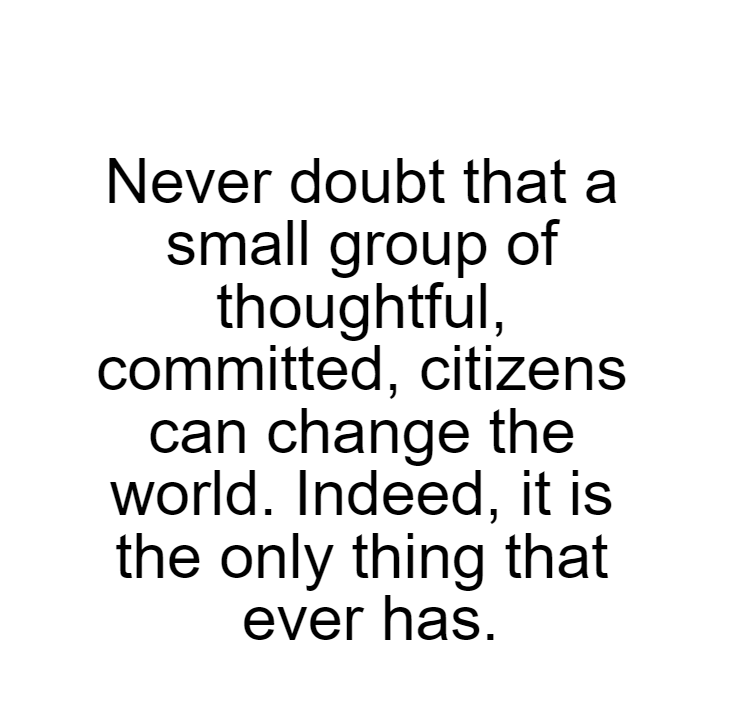 Never doubt that a
small group of
thoughtful,
committed, citizens
can change the
world. Indeed, it is
the only thing that
ever has.